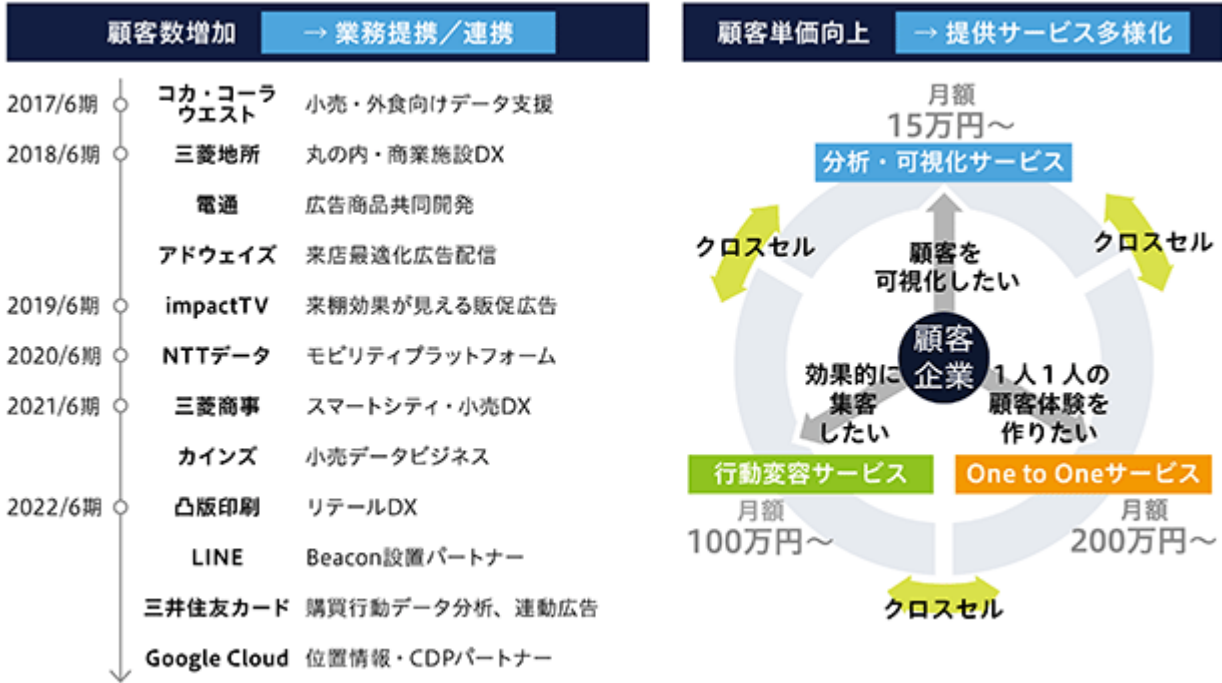 顧客数増加 → 業務提携／連携
2017/6期 コカ・コーラ
ウエスト 小売・外食向けデータ支援
2018/6期 三菱地所 丸の内・商業施設DX
電通 広告商品共同開発
アドウェイズ 来店最適化広告配信
2019/6期 impactTV 来棚効果が見える販促広告
2020/6期 NTTデータ モビリティプラットフォーム
2021/6期 三菱商事 スマートシティ・小売DX
カインズ 小売データビジネス
2022/6期 凸版印刷 リテールDX
LINE Beacon設置パートナー
三井住友カード 購買行動データ分析、連動広告
Google Cloud 位置情報・CDPパートナー
顧客単価向上 → 提供サービス多様化
月額
15万円～
分析・可視化サービス
クロスセル
クロスセル
顧客を
可視化したい
顧客
企業
効果的に
集客
したい
１人１人の
顧客体験を
作りたい
行動変容サービス
One to Oneサービス
月額
100万円～
月額
200万円～
クロスセル